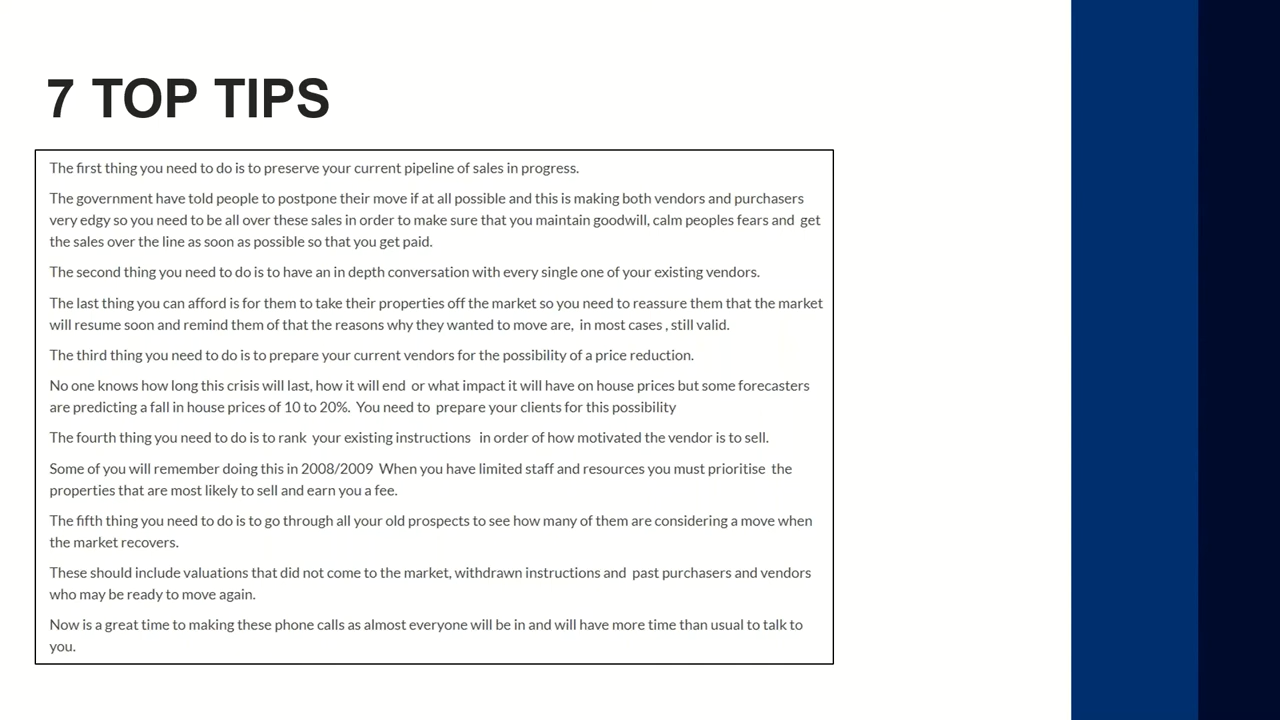 7 TOP TIPS
The first thing you need to do is to preserve your current pipeline of sales in progress.
The government have told people to postpone their move if at all possible and this is making both vendors and purchasers
very edgy so you need to be all over these sales in order to make sure that you maintain goodwill, calm peoples fears and  get
the sales over the line as soon as possible so that you get paid.
The second thing you need to do is to have an in depth conversation with every single one of your existing vendors.
The last thing you can afford is for them to take their properties off the market so you need to reassure them that the market
will resume soon and remind them of that the reasons why they wanted to move are,  in most cases , still valid.
The third thing you need to do is to prepare your current vendors for the possibility of a price reduction.
No one knows how long this crisis will last, how it will end  or what impact it will have on house prices but some forecasters
are predicting a fall in house prices of 10 to 20%.  You need to  prepare your clients for this possibility
The fourth thing you need to do is to rank  your existing instructions   in order of how motivated the vendor is to sell.
Some of you will remember doing this in 2008/2009  When you have limited staff and resources you must prioritise  the
properties that are most likely to sell and earn you a fee.
The fifth thing you need to do is to go through all your old prospects to see how many of them are considering a move when
the market recovers.
These should include valuations that did not come to the market, withdrawn instructions and  past purchasers and vendors
who may be ready to move again.
Now is a great time to making these phone calls as almost everyone will be in and will have more time than usual to talk to
you.